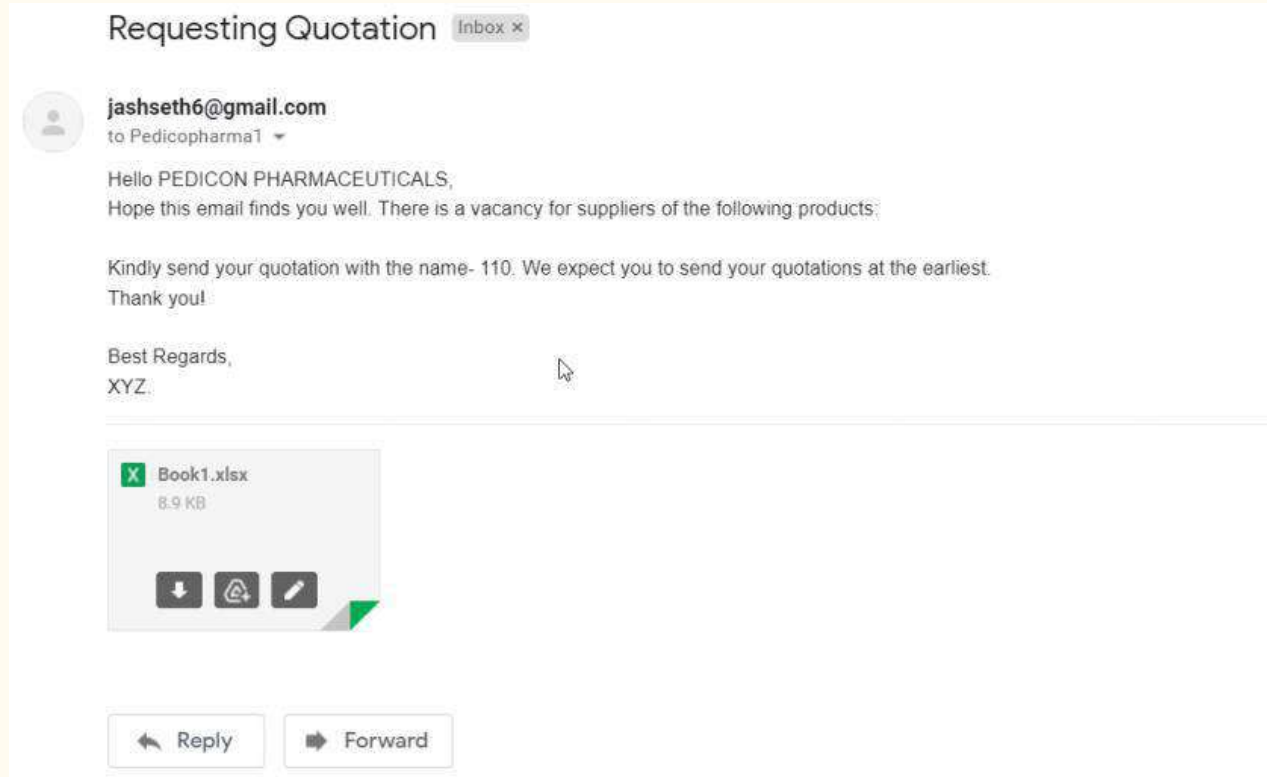 Requesting Quotation Inbox ×
jashseth6@gmail.com
to Pedicopharma1
Hello PEDICON PHARMACEUTICALS,
Hope this email finds you well. There is a vacancy for suppliers of the following products:
Kindly send your quotation with the name- 110. We expect you to send your quotations at the earliest.
Thank you!
Best Regards,
XYZ.
X Book1.xlsx
8.9 KB
Reply Forward